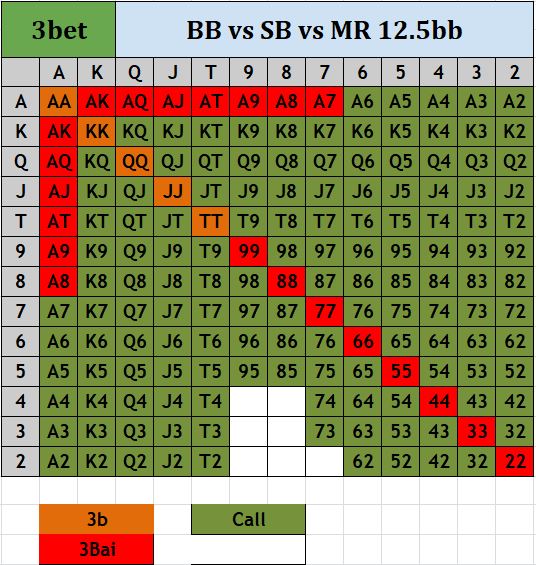 3bet BB vs SB vs MR 12.5bb
A K Q J T 9 8 7 6 5 4 3 2
A AA AK AQ AJ AT A9 A8 A7 A6 A5 A4 A3 A2
K AK KK KQ KJ KT K9 K8 K7 K6 K5 K4 K3 K2
Q AQ KQ QQ QJ QT Q9 Q8 Q7 Q6 Q5 Q4 Q3 Q2
J AJ KJ QJ JJ JT J9 J8 J7 J6 J5 J4 J3 J2
T AT KT QT JT TT T9 T8 T7 T6 T5 T4 T3 T2
9 A9 K9 Q9 J9 T9 99 98 97 96 95 94 93 92
8 A8 K8 Q8 J8 T8 98 88 87 86 85 84 83 82
7 A7 K7 Q7 J7 T7 97 87 77 76 75 74 73 72
6 A6 K6 Q6 J6 T6 96 86 76 66 65 64 63 62
5 A5 K5 Q5 J5 T5 95 85 75 65 55 54 53 52
4 A4 K4 Q4 J4 T4 74 64 54 44 43 42
3 A3 K3 Q3 J3 T3 73 63 53 43 33 32
2 A2 K2 Q2 J2 T2 62 52 42 32 22
3b Call
3Bai